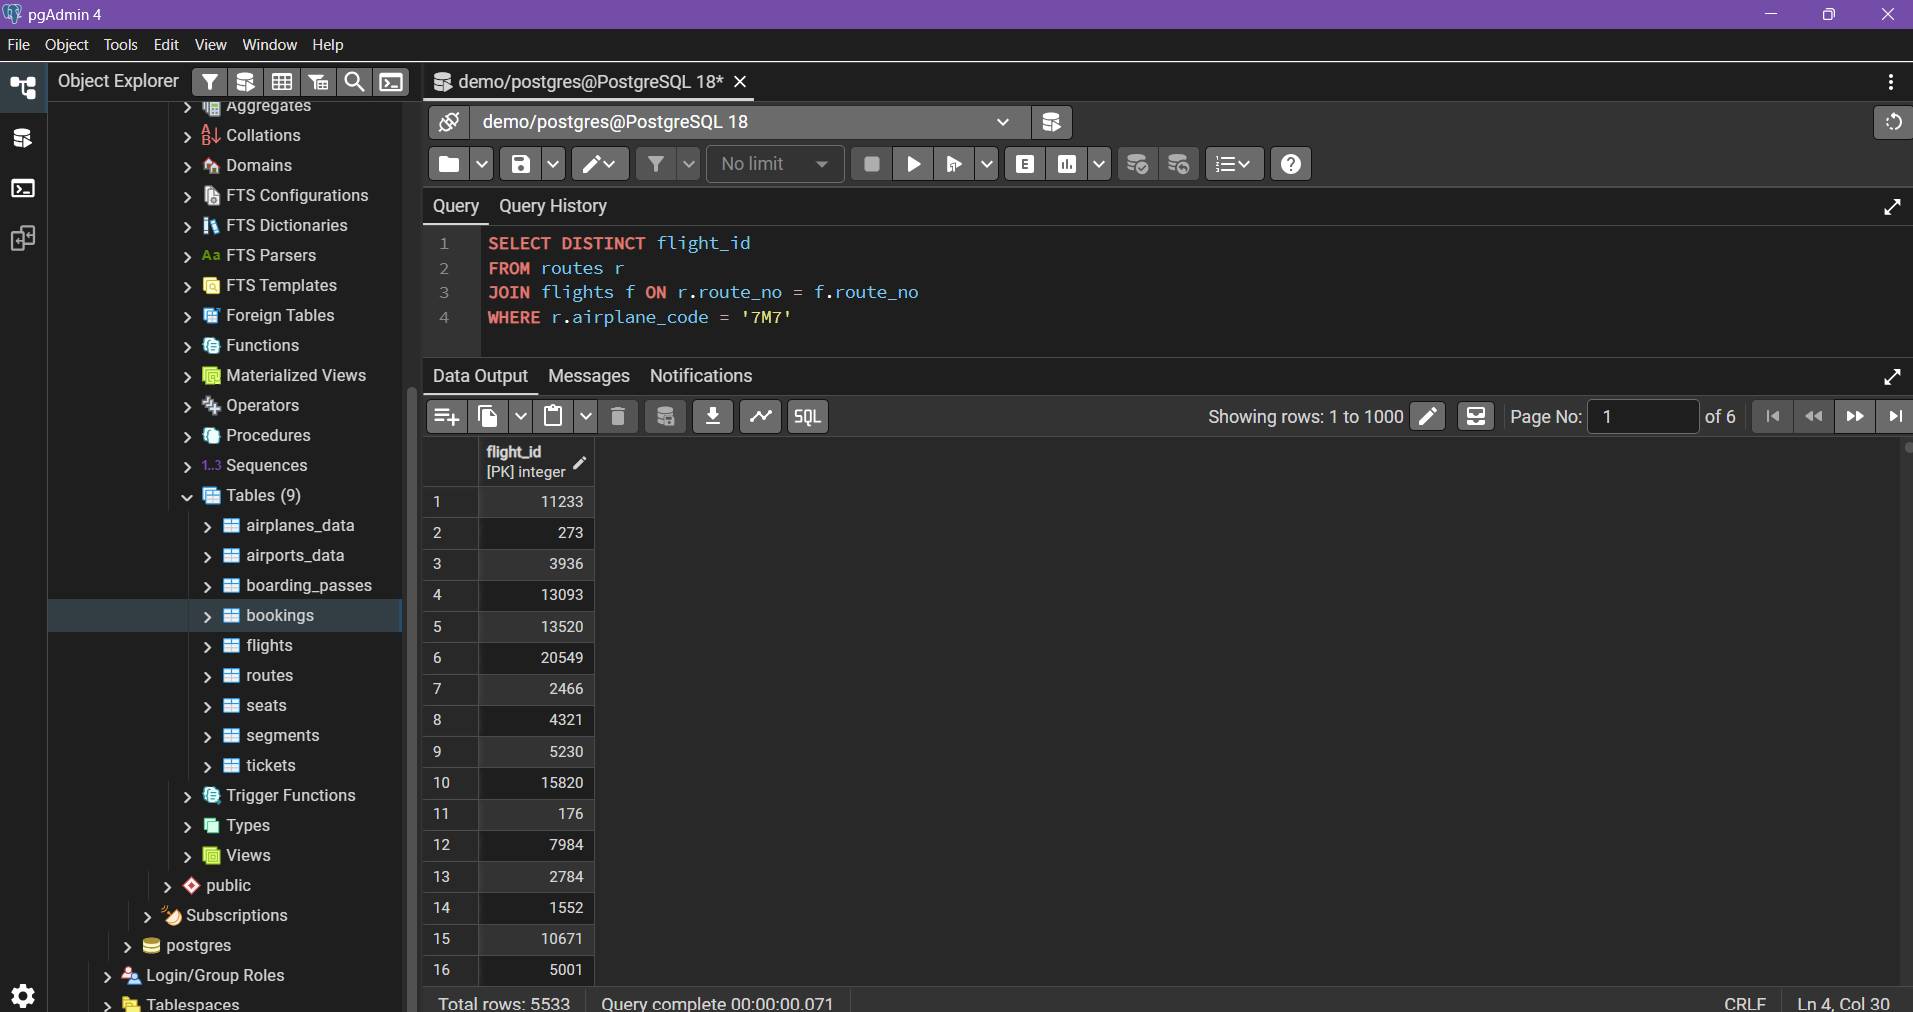 pgAdmin 4
File Object Tools Edit View Window Help
Object Explorer
demo/postgres@PostgreSQL 18*
Aggregates
Collations
Domains
FTS Configurations
FTS Dictionaries
Aa FTS Parsers
FTS Templates
Foreign Tables
Functions
Materialized Views
Operators
Procedures
1..3 Sequences
Tables (9)
airplanes_data
airports_data
boarding_passes
bookings
flights
routes
seats
segments
tickets
Trigger Functions
Types
Views
public
Subscriptions
postgres
Login/Group Roles
Tablespaces
demo/postgres@PostgreSQL 18
No limit
E
Query Query History
1 SELECT DISTINCT flight_id
2 FROM routes r
3 JOIN flights f ON r.route_no = f.route_no
4 WHERE r.airplane_code = '7M7'
Data Output Messages Notifications
SQL Showing rows: 1 to 1000 Page No: 1 of 6
flight_id
[PK] integer
1 11233
2 273
3 3936
4 13093
5 13520
6 20549
7 2466
8 4321
9 5230
10 15820
11 176
12 7984
13 2784
14 1552
15 10671
16 5001
Total rows: 5533 Query complete 00:00:00.071 CRLF Ln 4, Col 30